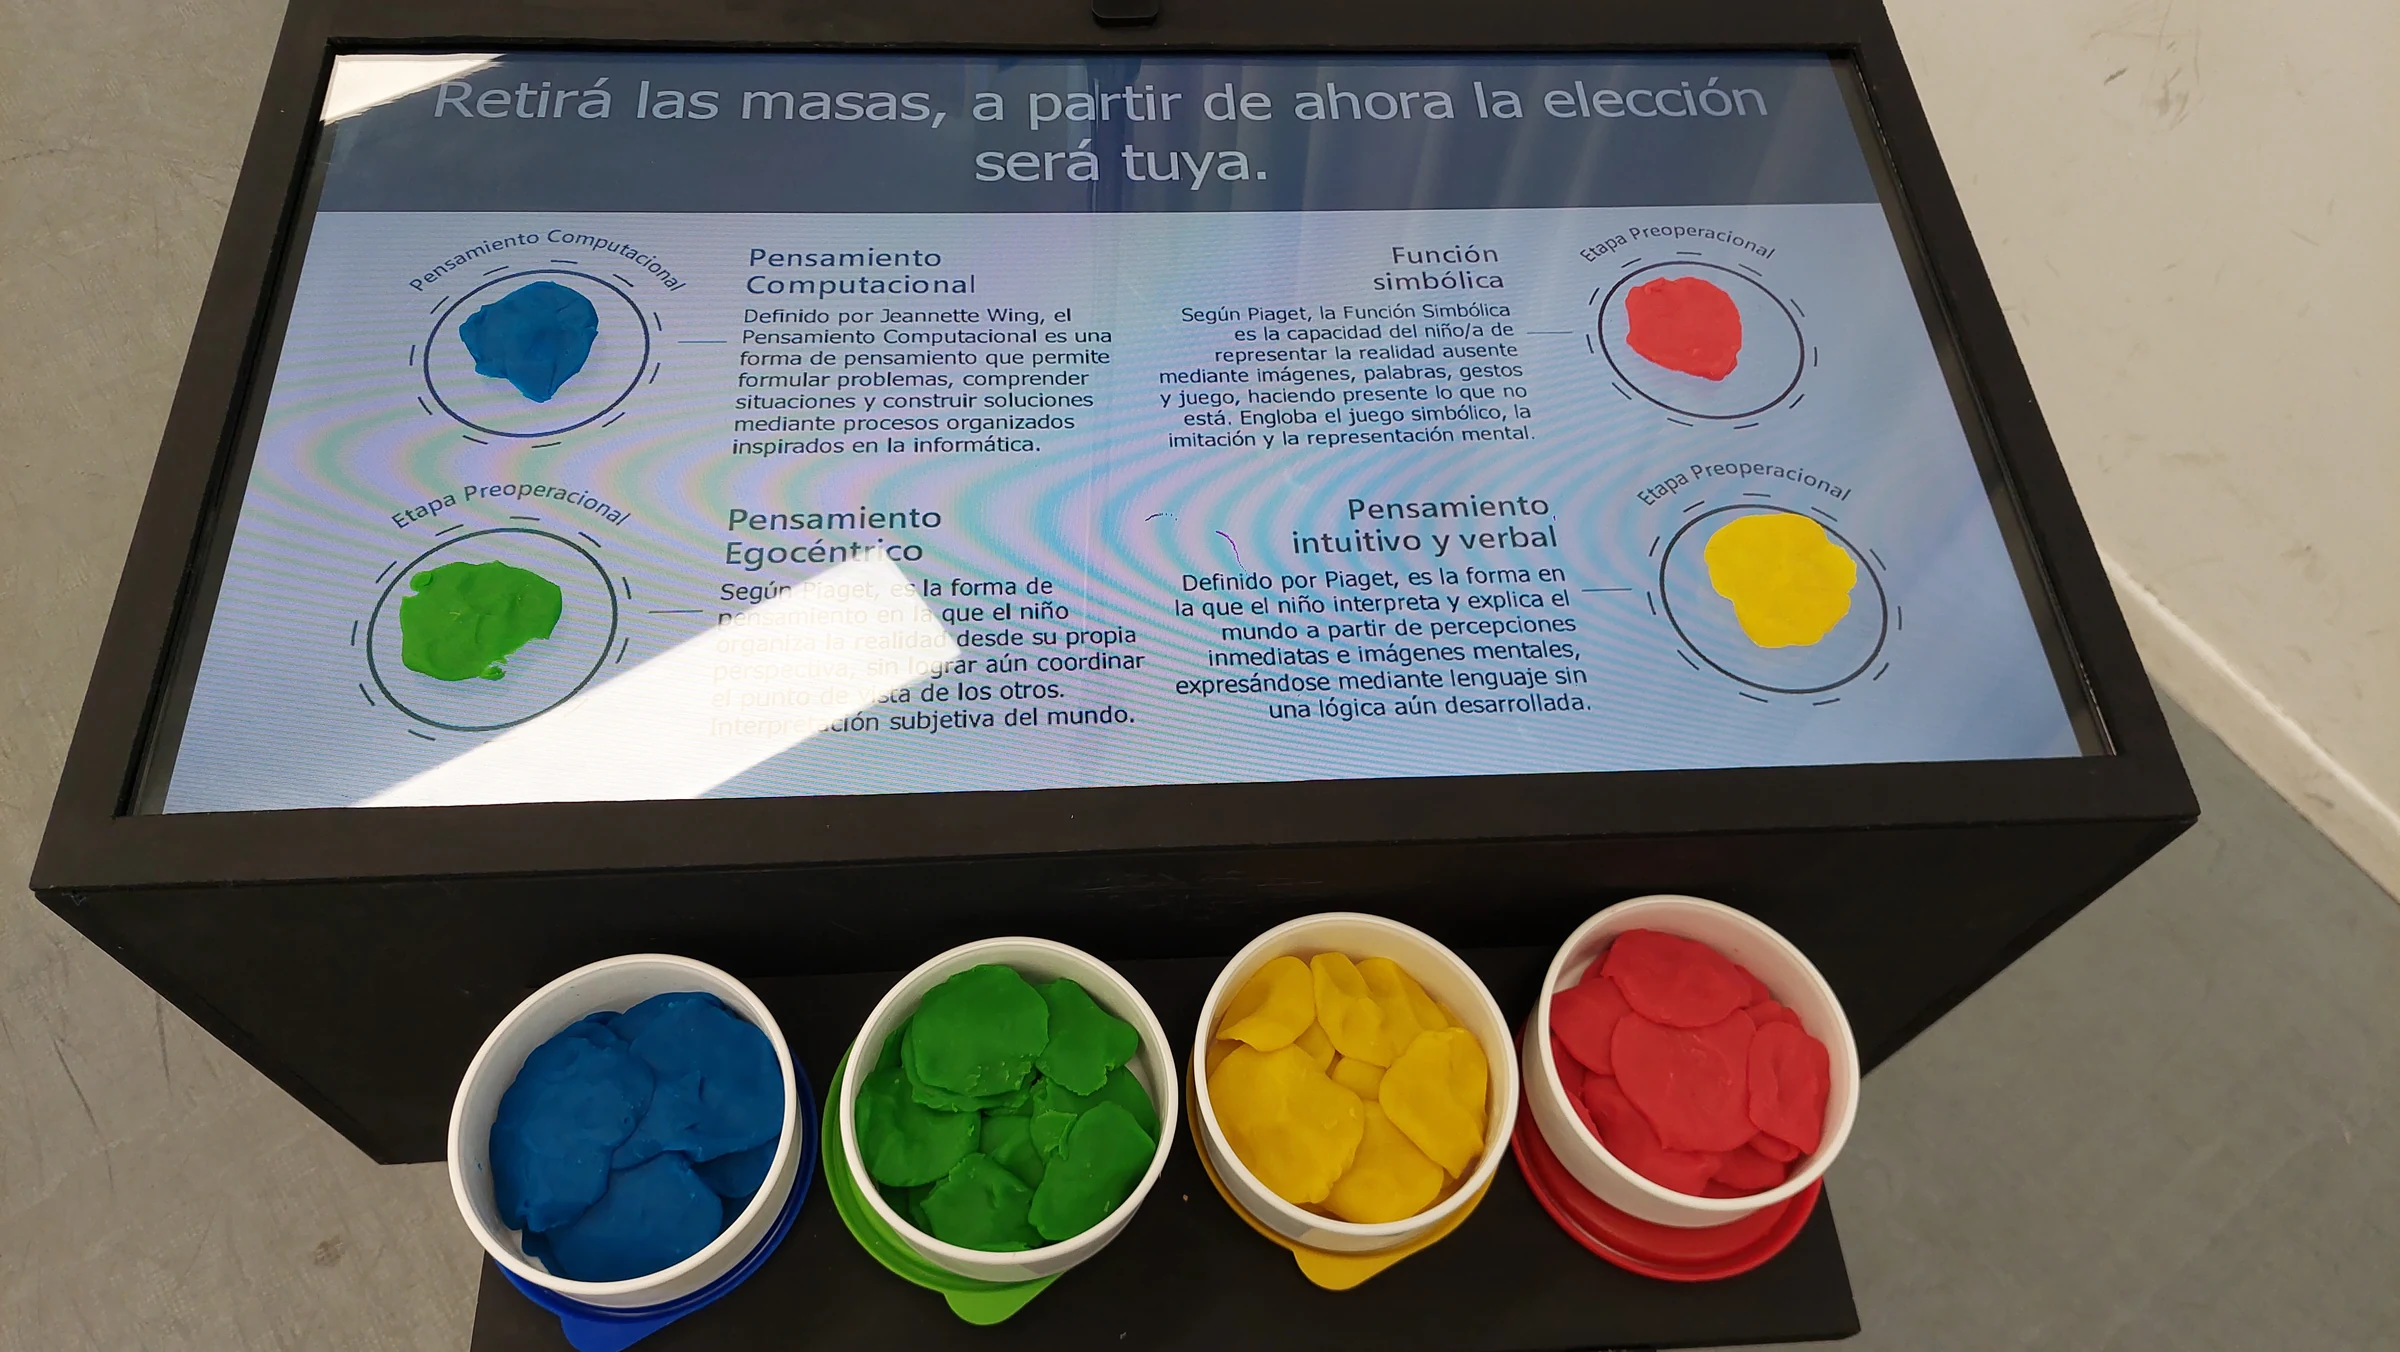 Retirá las masas, a partir de ahora la elección
será tuya.
Pensamiento Computacional
Pensamiento
Computacional
Definido por Jeannette Wing, el
Pensamiento Computacional es una
forma de pensamiento que permite
formular problemas, comprender
situaciones y construir soluciones
mediante procesos organizados
inspirados en la informática.
Etapa Preoperacional
Función
simbólica
Según Piaget, la Función Simbólica
es la capacidad del niño/a de
representar la realidad ausente
mediante imágenes, palabras, gestos
y juego, haciendo presente lo que no
está. Engloba el juego simbólico, la
imitación y la representación mental.
Etapa Preoperacional
Pensamiento
Egocéntrico
Según Piaget, es la forma de
pensamiento en la que el niño
organiza la realidad desde su propia
perspectiva, sin lograr aún coordinar
el punto de vista de los otros.
Interpretación subjetiva del mundo.
Etapa Preoperacional
Pensamiento
intuitivo y verbal
Definido por Piaget, es la forma en
la que el niño interpreta y explica el
mundo a partir de percepciones
inmediatas e imágenes mentales,
expresándose mediante lenguaje sin
una lógica aún desarrollada.